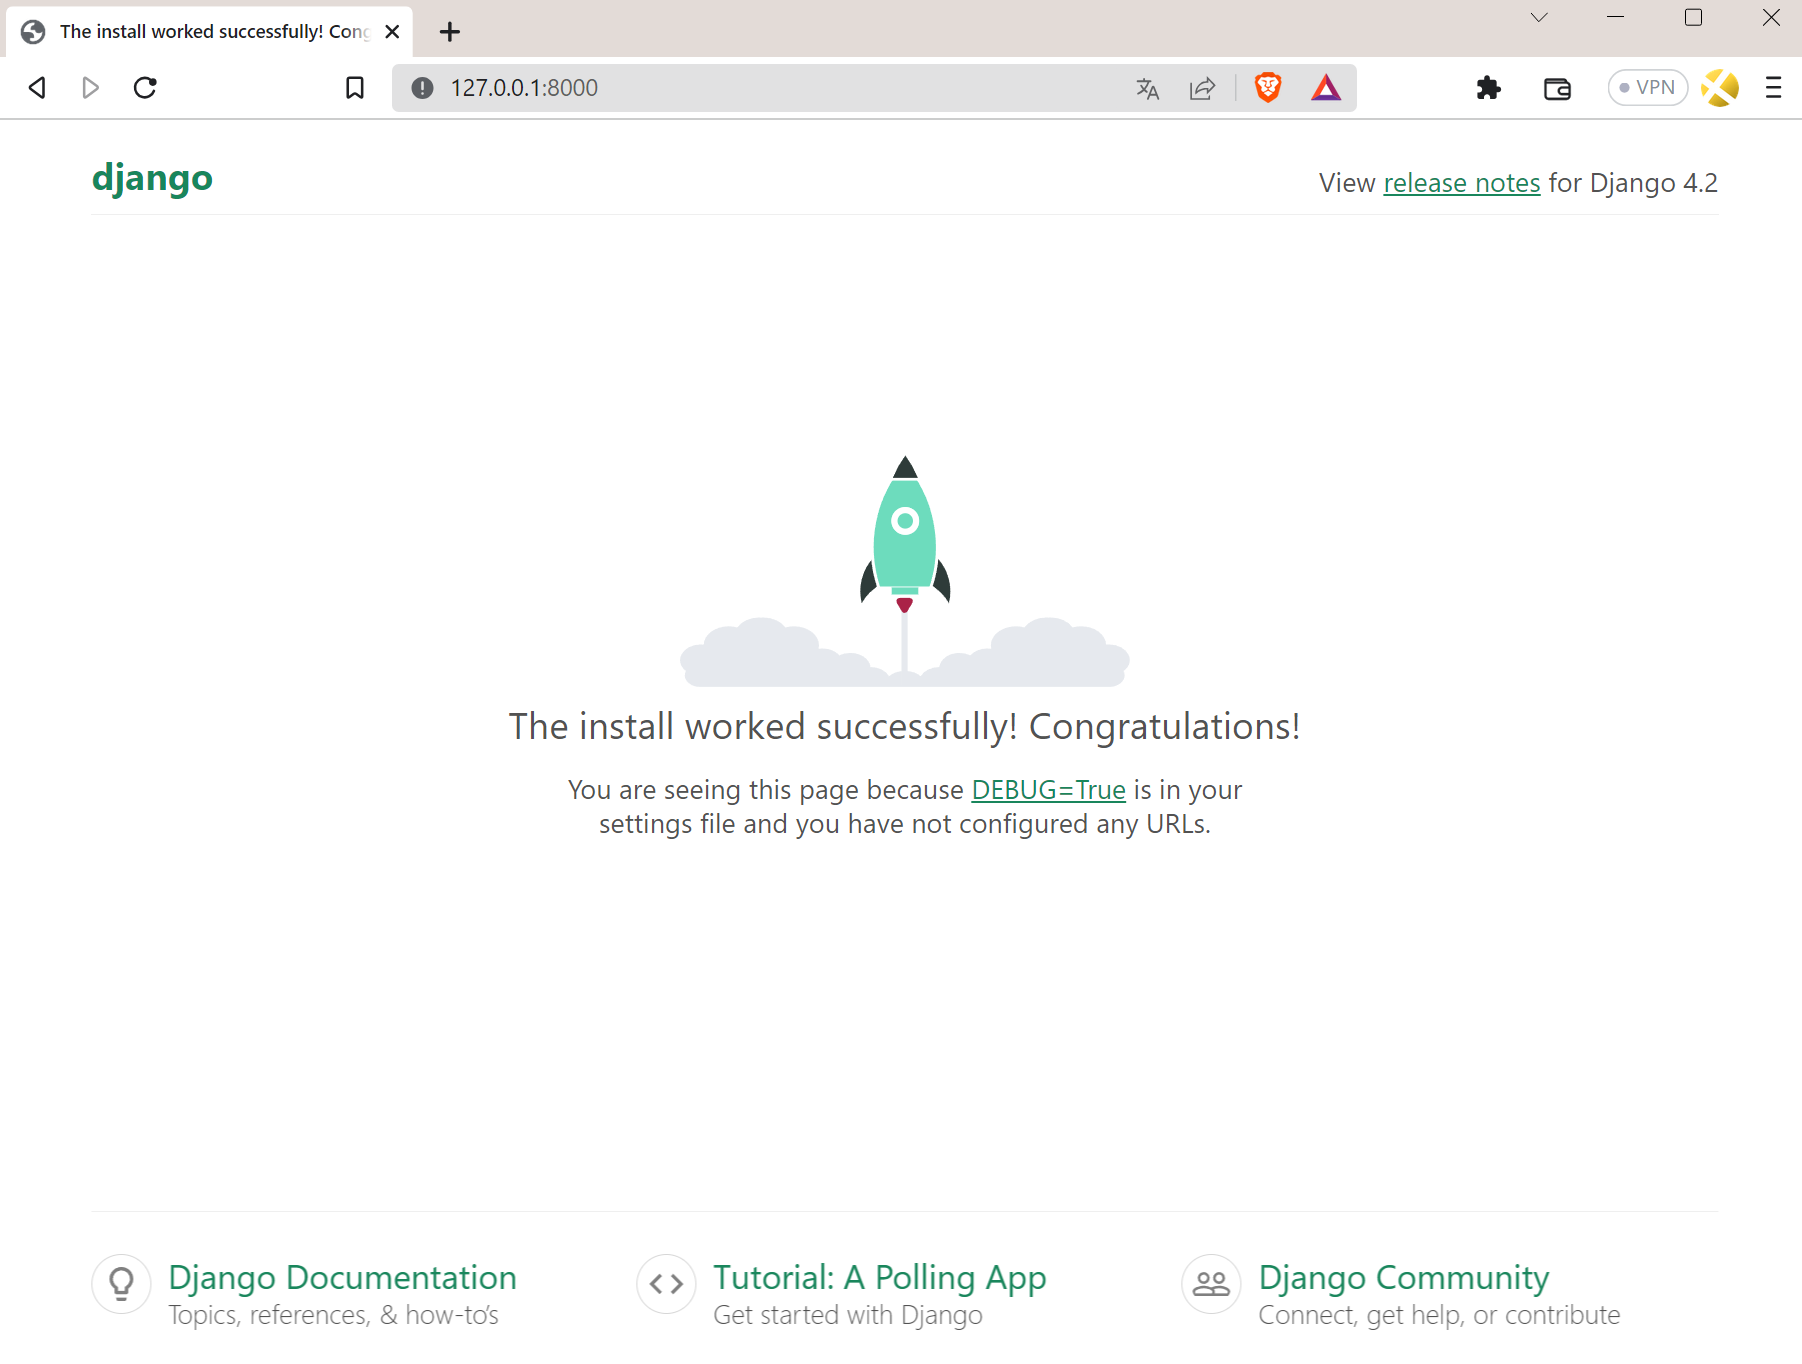 The install worked successfully! Cong
127.0.0.1:8000
VPN
django
View release notes for Django 4.2
The install worked successfully! Congratulations!
You are seeing this page because DEBUG=True is in your
settings file and you have not configured any URLs.
Django Documentation
Topics, references, & how-to’s
Tutorial: A Polling App
Get started with Django
Django Community
Connect, get help, or contribute